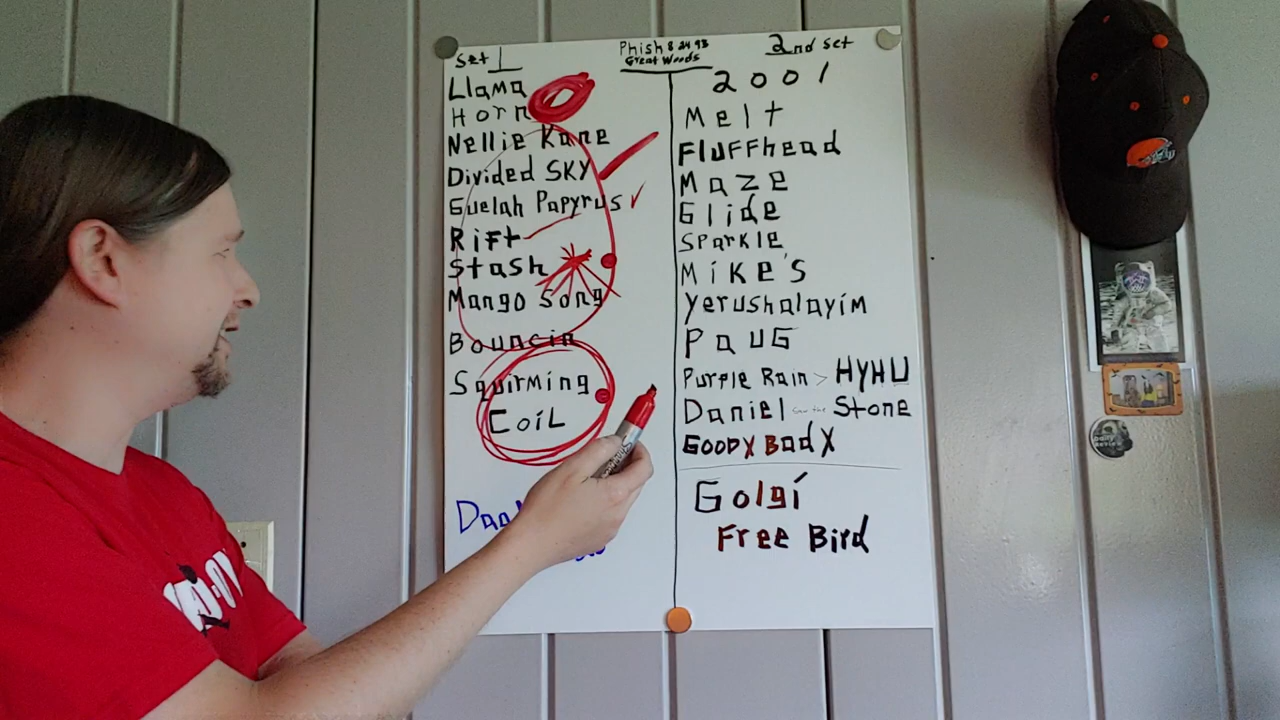 Set 1
Phish 8 24 93
Great Woods
2nd set
Llama
Horn
Nellie Kane
Divided SKY
Guelah Papyrus
Rift
Stash
Mango Song
Bouncin
Squirming
Coil
2001
Melt
Fluffhead
Maze
Glide
Sparkle
Mike's
Yerushalayim
Paug
Purple Rain > HYHU
Daniel Stone
GOODX BadX
Golgi
Free Bird